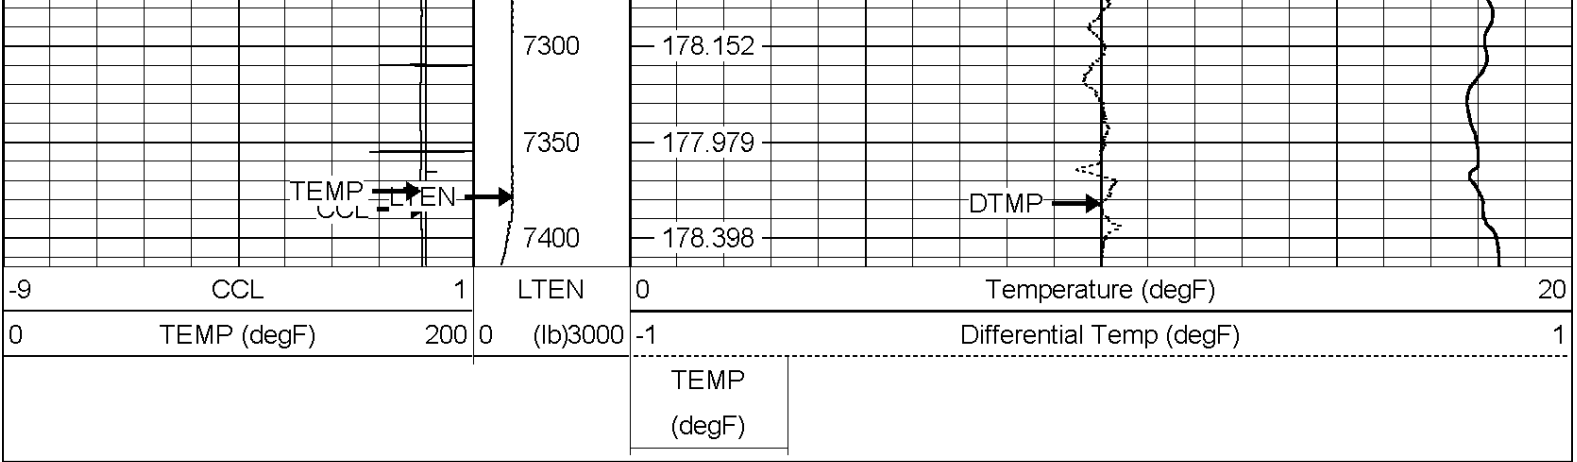 7300 178.152
7350 177.979
TEMP LTEN
CCL DTMP
7400 178.398
-9 CCL 1 LTEN 0 Temperature (degF) 20
0 TEMP (degF) 200 0 (lb)3000 -1 Differential Temp (degF) 1
TEMP
(degF)